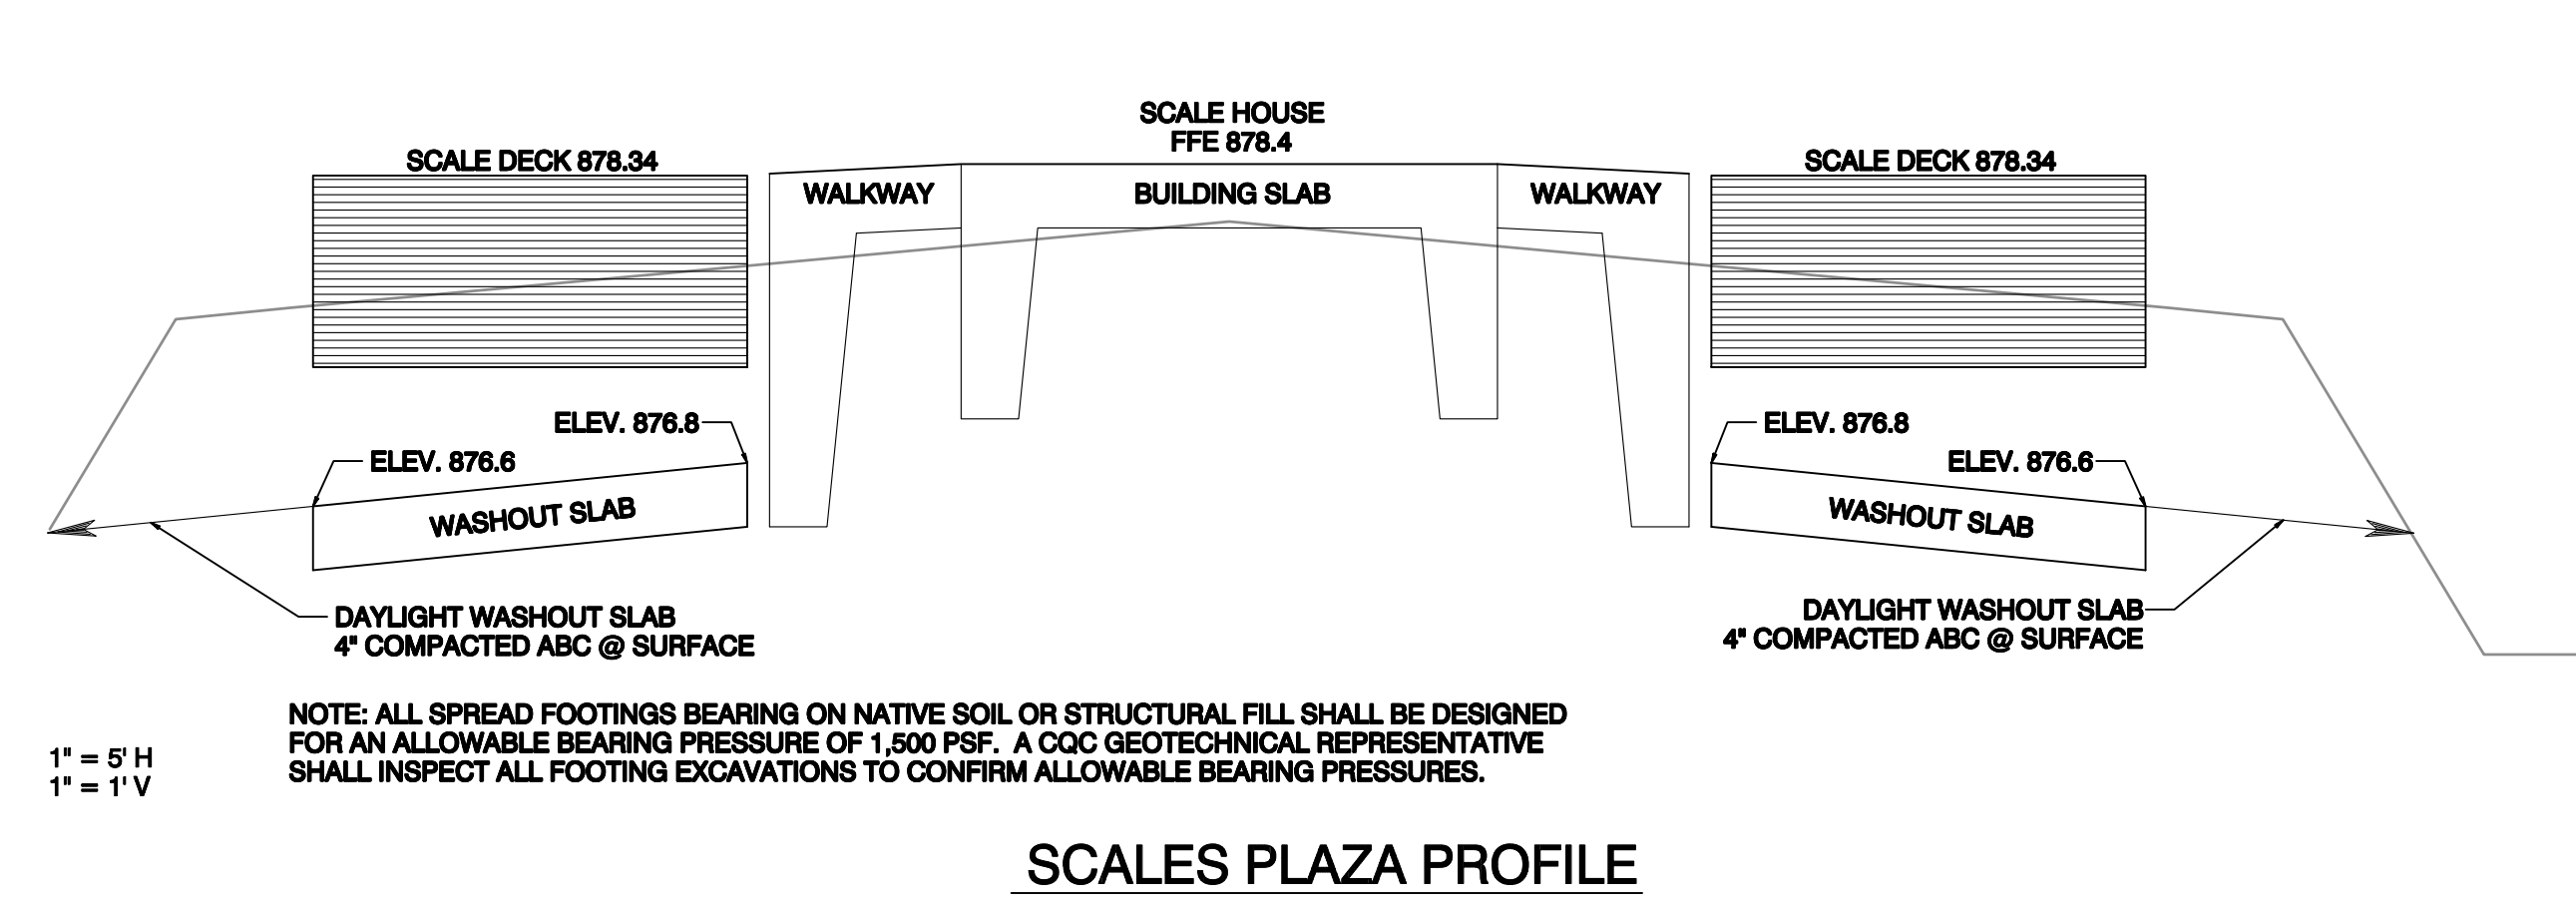 SCALE HOUSE
FFE 878.4
SCALE DECK 878.34
SCALE DECK 878.34
WALKWAY
BUILDING SLAB
WALKWAY
ELEV. 876.8
ELEV. 876.6
WASHOUT SLAB
ELEV. 876.8
ELEV. 876.6
WASHOUT SLAB
DAYLIGHT WASHOUT SLAB
4" COMPACTED ABC @ SURFACE
DAYLIGHT WASHOUT SLAB
4" COMPACTED ABC @ SURFACE
NOTE: ALL SPREAD FOOTINGS BEARING ON NATIVE SOIL OR STRUCTURAL FILL SHALL BE DESIGNED
FOR AN ALLOWABLE BEARING PRESSURE OF 1,500 PSF. A CQC GEOTECHNICAL REPRESENTATIVE
SHALL INSPECT ALL FOOTING EXCAVATIONS TO CONFIRM ALLOWABLE BEARING PRESSURES.
1" = 5' H
1" = 1' V
SCALES PLAZA PROFILE